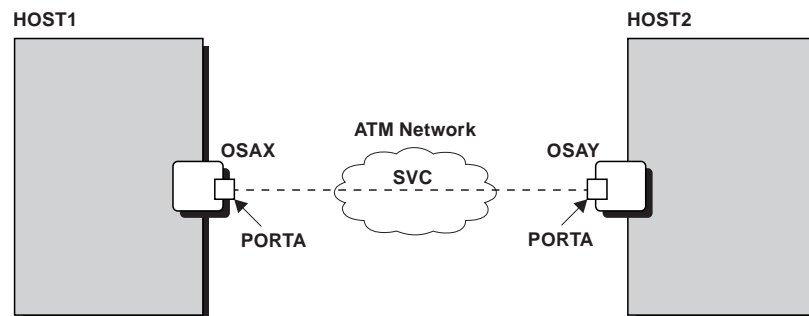 HOST1
HOST2
ATM Network
OSAX
OSAY
SVC
PORTA
PORTA